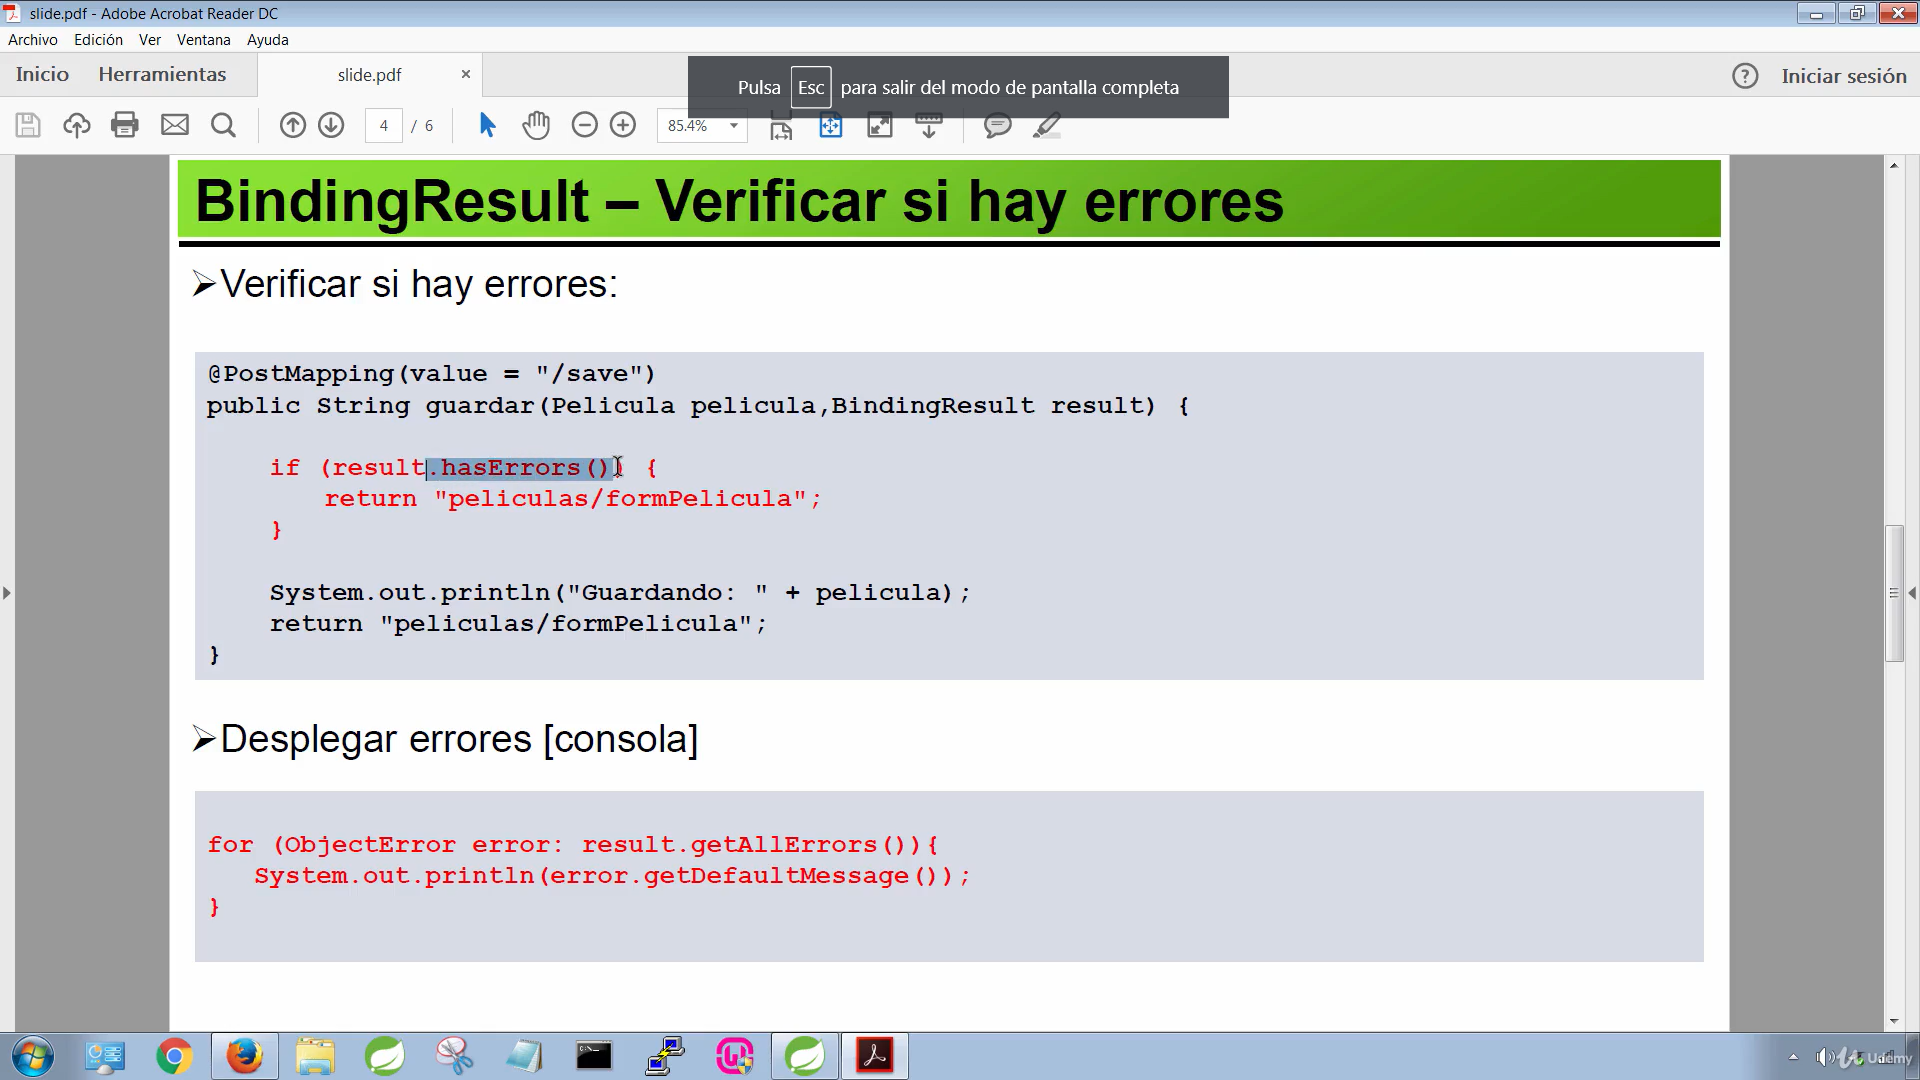 slide.pdf - Adobe Acrobat Reader DC
Archivo Edición Ver Ventana Ayuda
Inicio Herramientas slide.pdf × Iniciar sesión
Pulsa Esc para salir del modo de pantalla completa
4 / 6 85.4%
BindingResult – Verificar si hay errores
➢Verificar si hay errores:
@PostMapping(value = "/save")
public String guardar(Pelicula pelicula,BindingResult result) {
if (result.hasErrors()) {
return "peliculas/formPelicula";
}
System.out.println("Guardando: " + pelicula);
return "peliculas/formPelicula";
}
➢Desplegar errores [consola]
for (ObjectError error: result.getAllErrors()){
System.out.println(error.getDefaultMessage());
}
Udemy